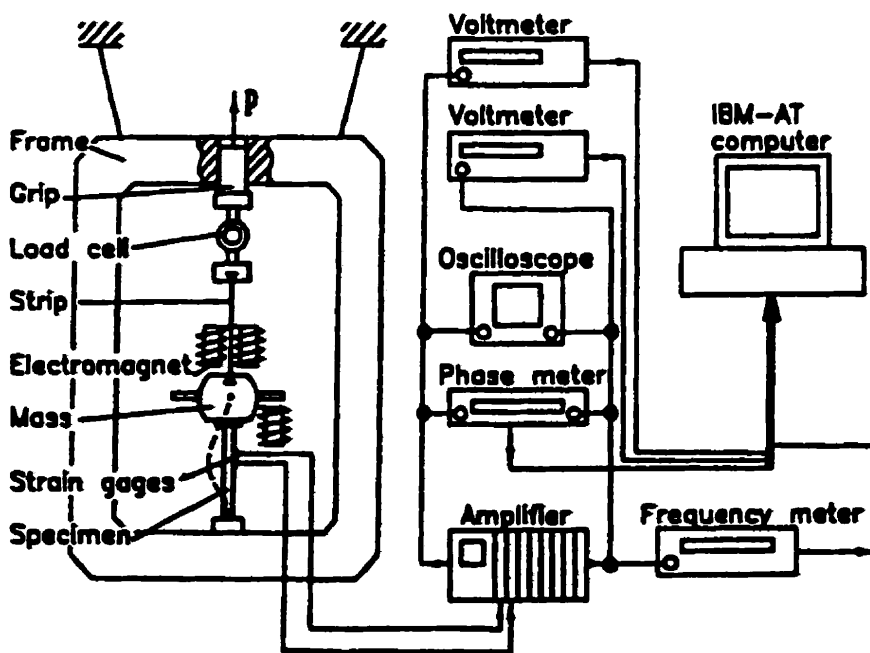 Voltmeter
P
Voltmeter
IBM-AT
computer
Frame
Grip
Load cell
Oscilloscope
Strip
Electromagnet
Phase meter
Mass
Strain gages
Specimen
Amplifier
Frequency meter